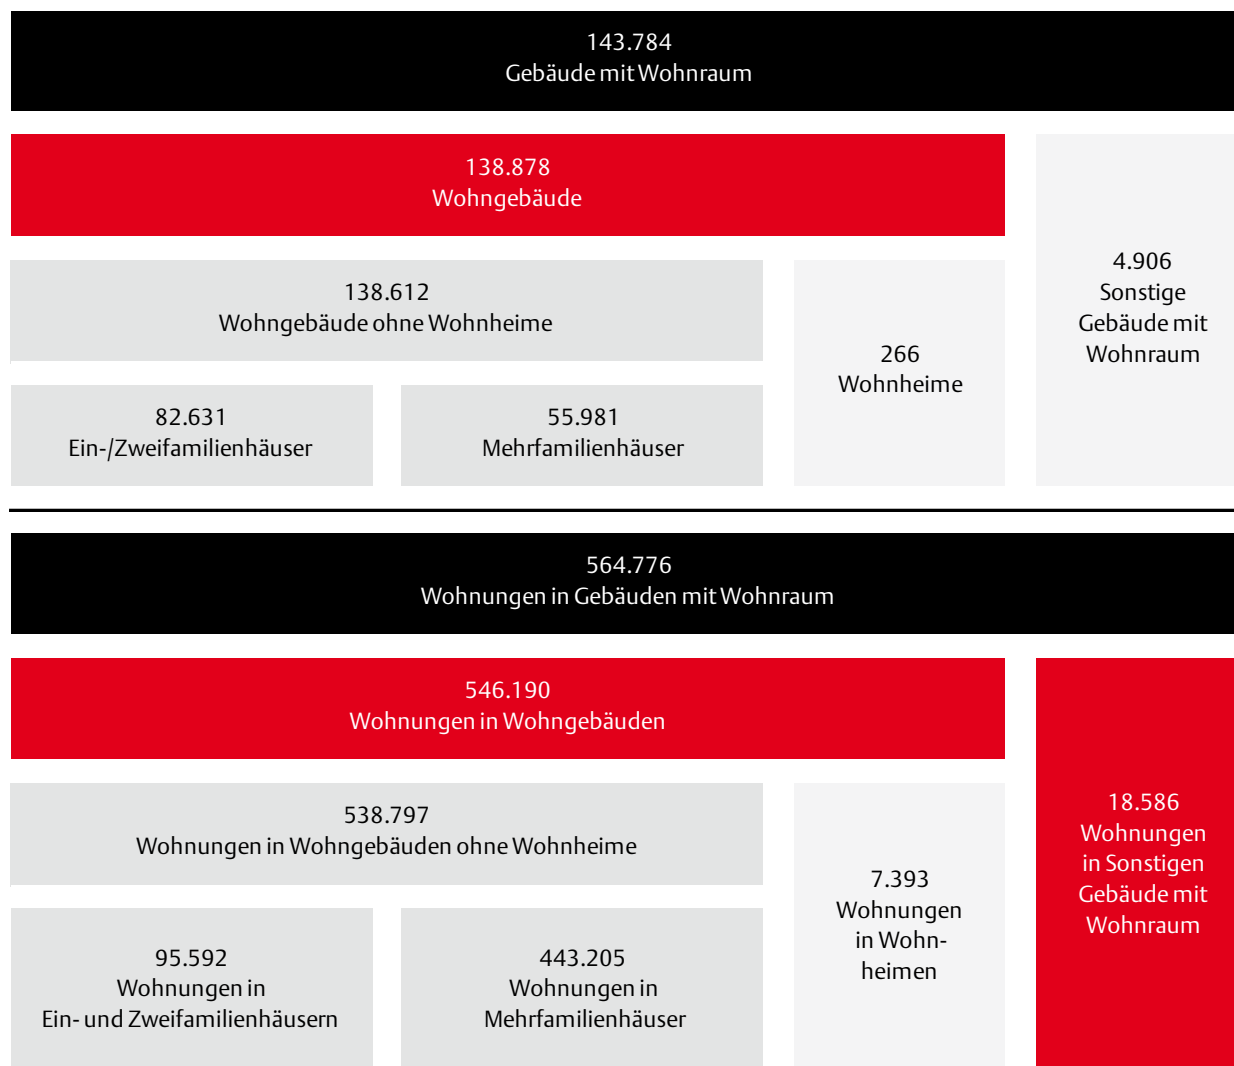 143.784
Gebäude mit Wohnraum
138.878
Wohngebäude
4.906
Sonstige
Gebäude mit
Wohnraum
138.612
Wohngebäude ohne Wohnheime
266
Wohnheime
82.631
Ein-/Zweifamilienhäuser
55.981
Mehrfamilienhäuser
564.776
Wohnungen in Gebäuden mit Wohnraum
546.190
Wohnungen in Wohngebäuden
18.586
Wohnungen
in Sonstigen
Gebäude mit
Wohnraum
538.797
Wohnungen in Wohngebäuden ohne Wohnheime
7.393
Wohnungen
in Wohn-
heimen
95.592
Wohnungen in
Ein- und Zweifamilienhäusern
443.205
Wohnungen in
Mehrfamilienhäuser